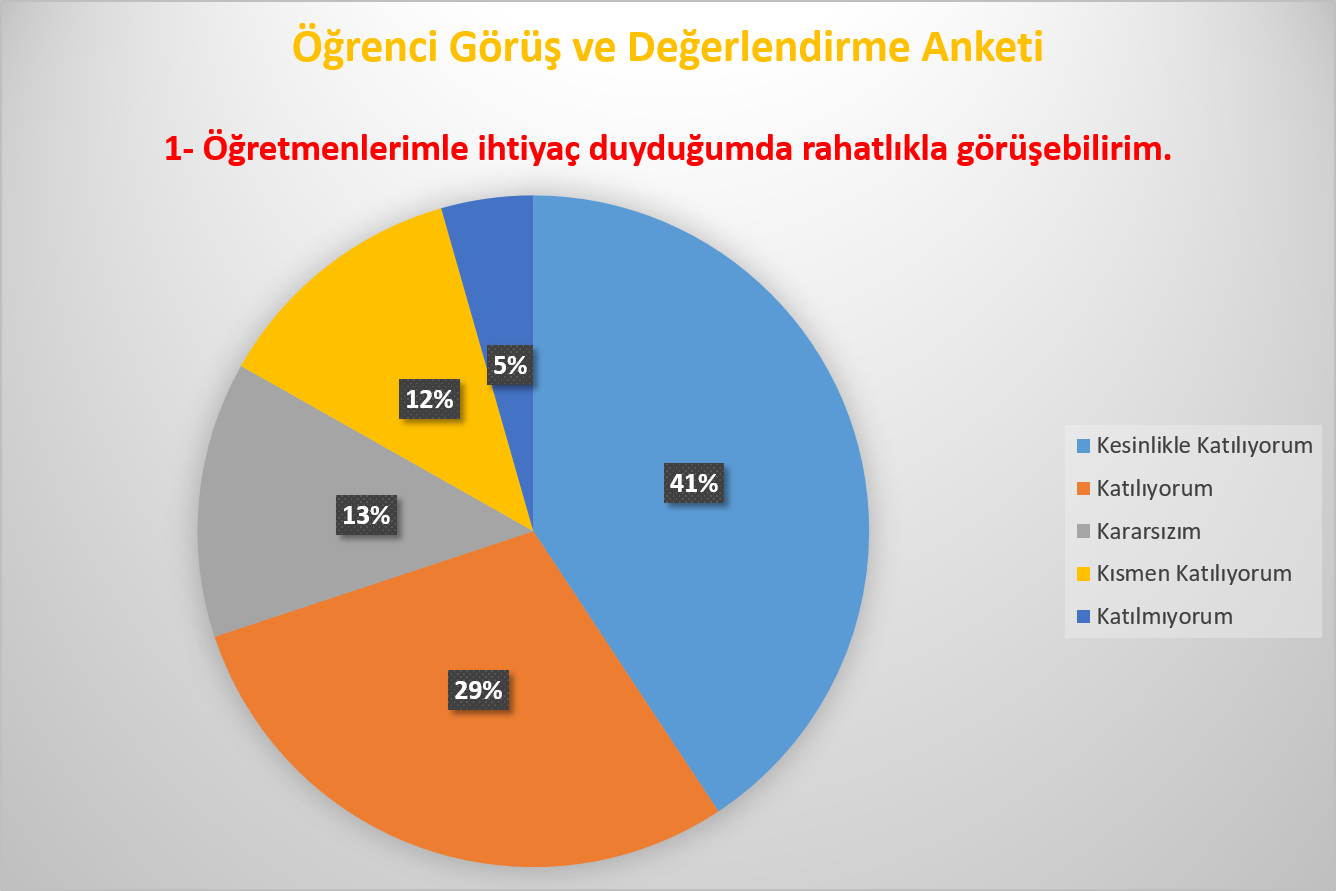 Öğrenci Görüş ve Değerlendirme Anketi
1- Öğretmenlerimle ihtiyaç duyduğumda rahatlıkla görüşebilirim.
5%
12%
41%
13%
29%
Kesinlikle Katılıyorum
Katılıyorum
Kararsızım
Kısmen Katılıyorum
Katılmıyorum